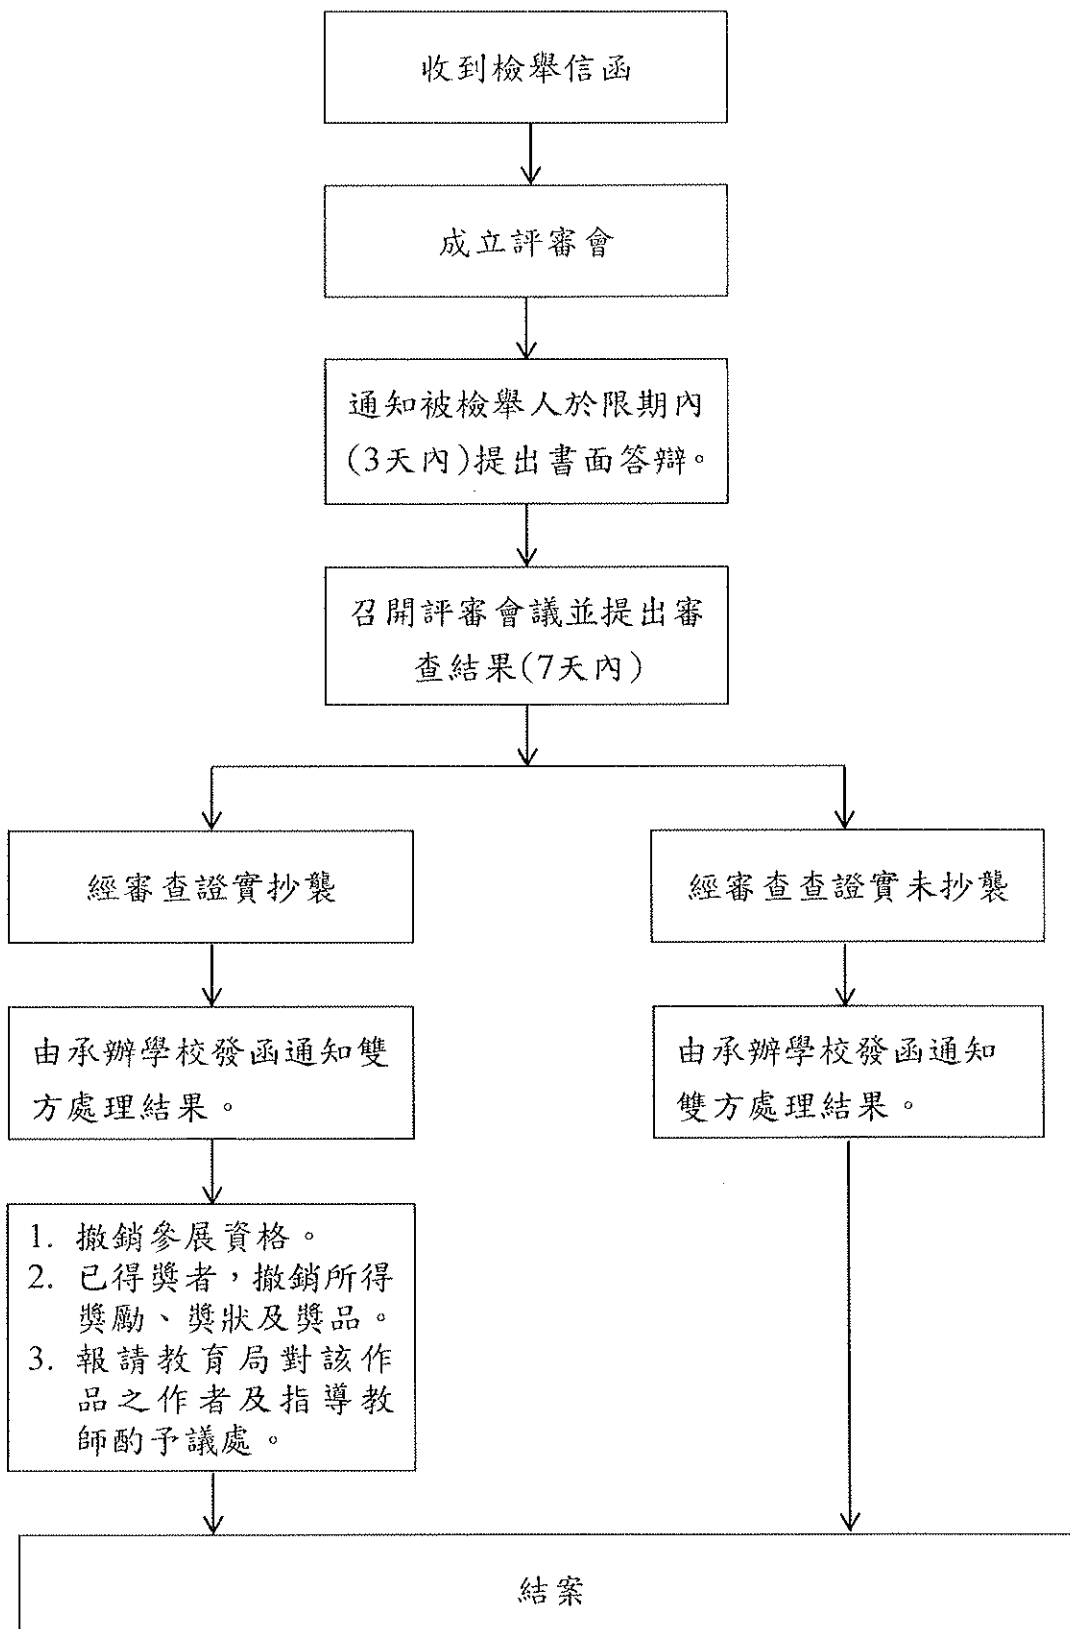 收到檢舉信函
成立評審會
通知被檢舉人於限期內
(3天內)提出書面答辯。
召開評審會議並提出審
查結果(7天內)
經審查證實抄襲
經審查查證實未抄襲
由承辦學校發函通知雙
方處理結果。
由承辦學校發函通知
雙方處理結果。
1. 撤銷參展資格。
2. 已得獎者，撤銷所得
獎勵、獎狀及獎品。
3. 報請教育局對該作
品之作者及指導教
師酌予議處。
結案